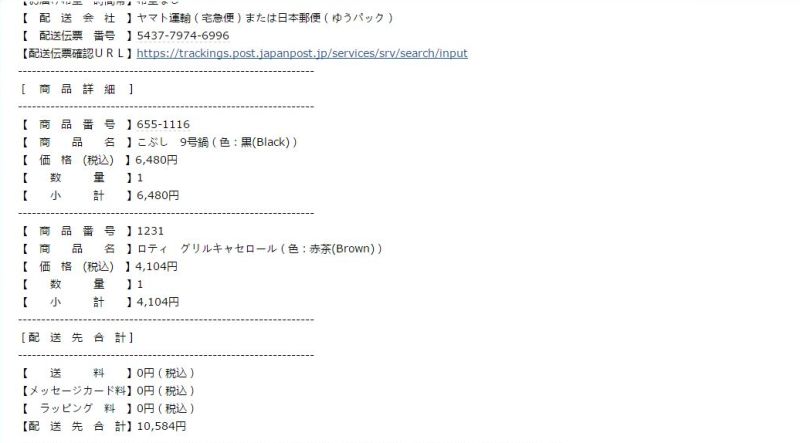 【 配 送 会 社 】ヤマト運輸（宅急便）または日本郵便（ゆうパック）
【 配送伝票 番号 】5437-7974-6996
【配送伝票確認ＵＲＬ】https://trackings.post.japanpost.jp/services/srv/search/input
----------------------------------------------------------------
［ 商 品 詳 細 ］
----------------------------------------------------------------
【 商 品 番 号 】655-1116
【 商 品 名 】こぶし 9号鍋（色：黒(Black)）
【 価 格 (税込) 】6,480円
【 数 量 】1
【 小 計 】6,480円
----------------------------------------------------------------
【 商 品 番 号 】1231
【 商 品 名 】ロティ グリルキャセロール（色：赤茶(Brown)）
【 価 格 (税込) 】4,104円
【 数 量 】1
【 小 計 】4,104円
----------------------------------------------------------------
[配 送 先 合 計]
----------------------------------------------------------------
【 送 料 】0円（税込）
【メッセージカード料】0円（税込）
【 ラッピング 料 】0円（税込）
【配 送 先 合 計】10,584円